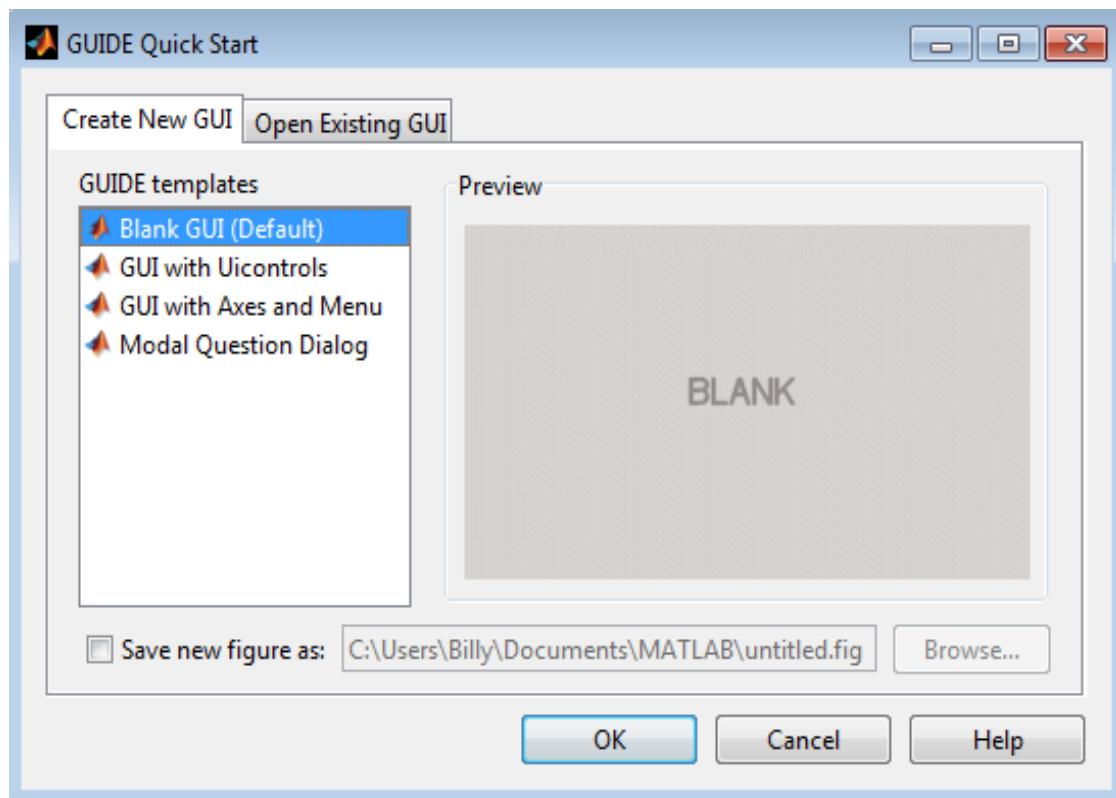 GUIDE Quick Start
Create New GUI
Open Existing GUI
GUIDE templates
Blank GUI (Default)
GUI with Uicontrols
GUI with Axes and Menu
Modal Question Dialog
Preview
BLANK
Save new figure as:
C:\Users\Billy\Documents\MATLAB\untitled.fig
Browse...
OK
Cancel
Help